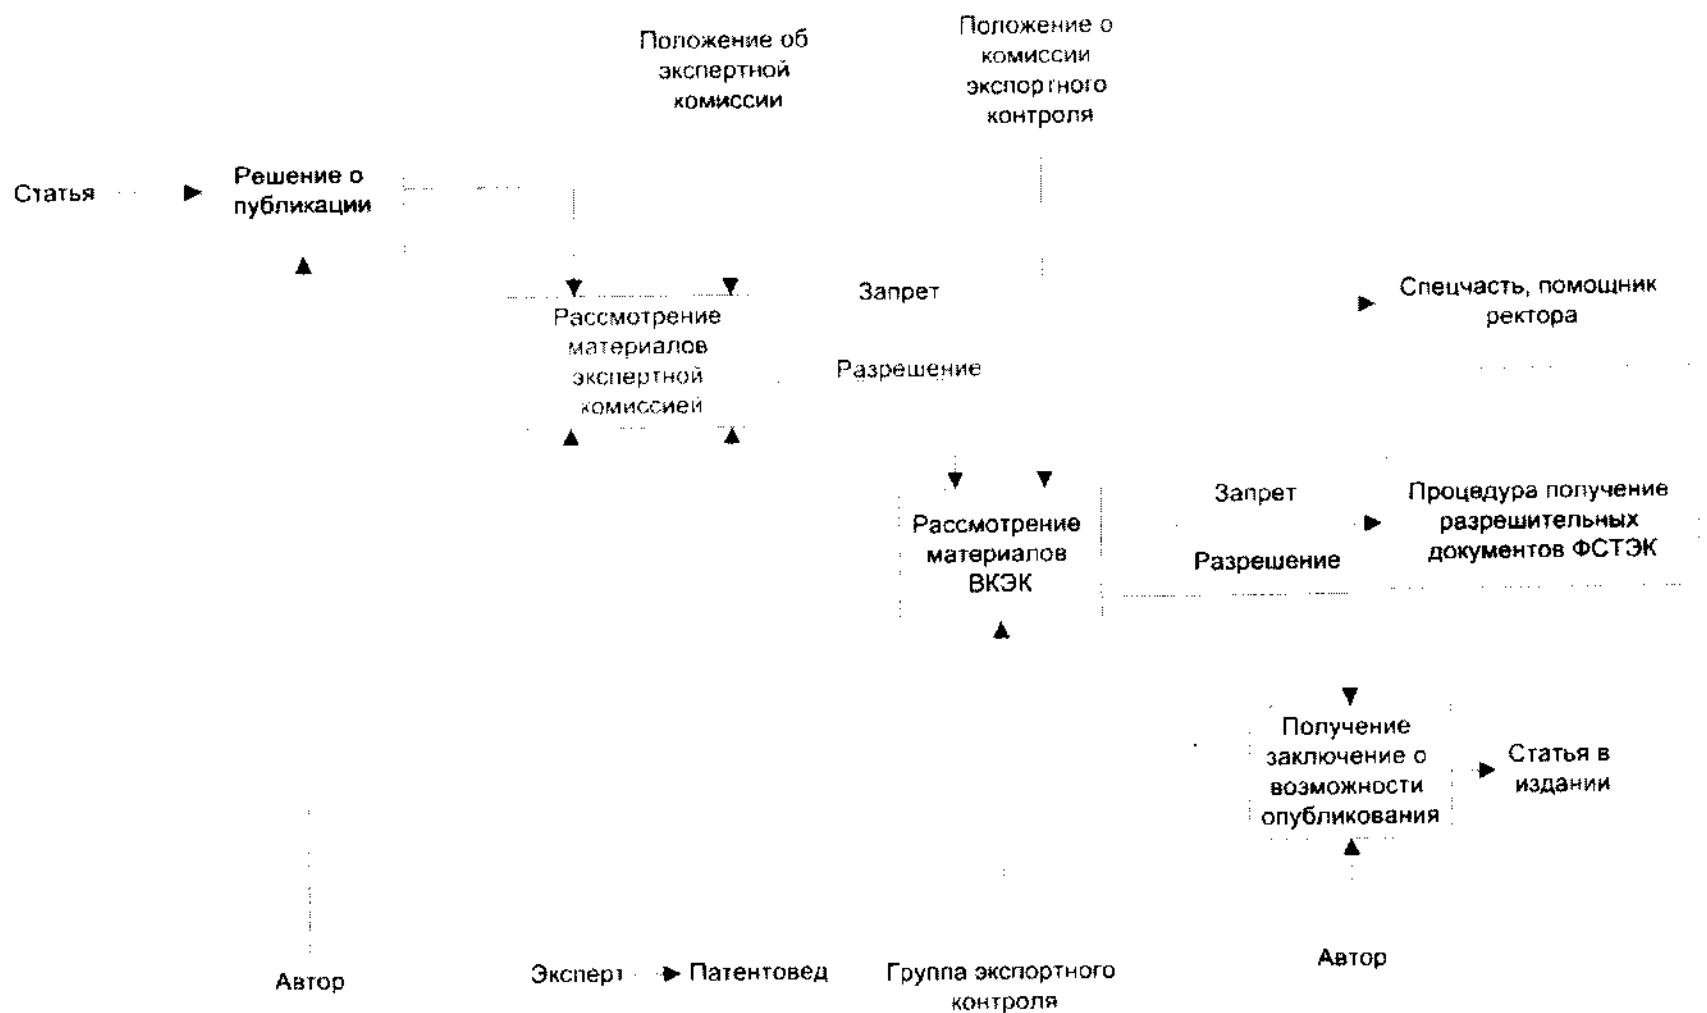 Положение об
экспертной
комиссии
Положение о
комиссии
экспортного
контроля
Статья
Решение о
публикации
Запрет
Спецчасть, помощник
ректора
Рассмотрение
материалов
экспертной
комиссией
Разрешение
Рассмотрение
материалов
ВКЭК
Запрет
Разрешение
Процедура получение
разрешительных
документов ФСТЭК
Получение
заключение о
возможности
опубликования
Статья в
издании
Автор
Эксперт
Патентовед
Группа экспортного
контроля
Автор